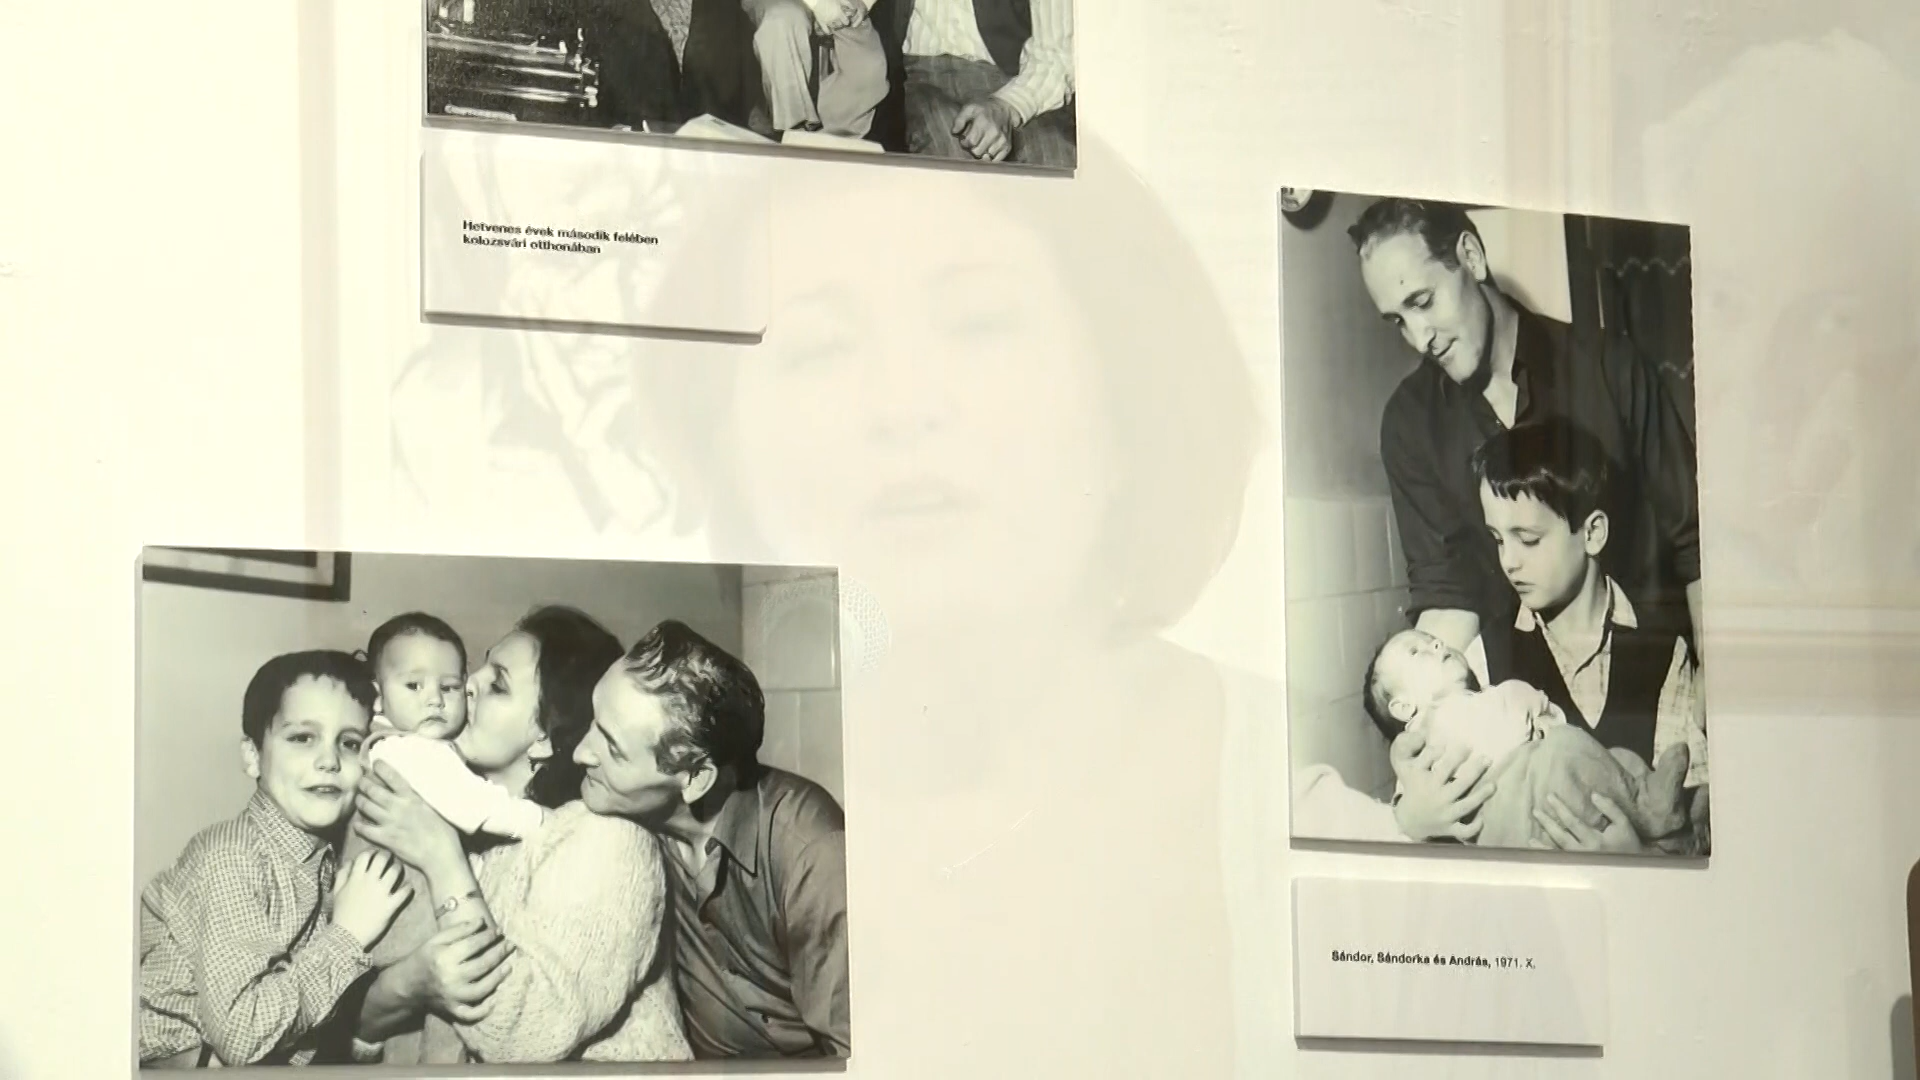 Hetvenes évek második felében
kolozsvári otthonában
Sándor, Sándorka és András, 1971. X.